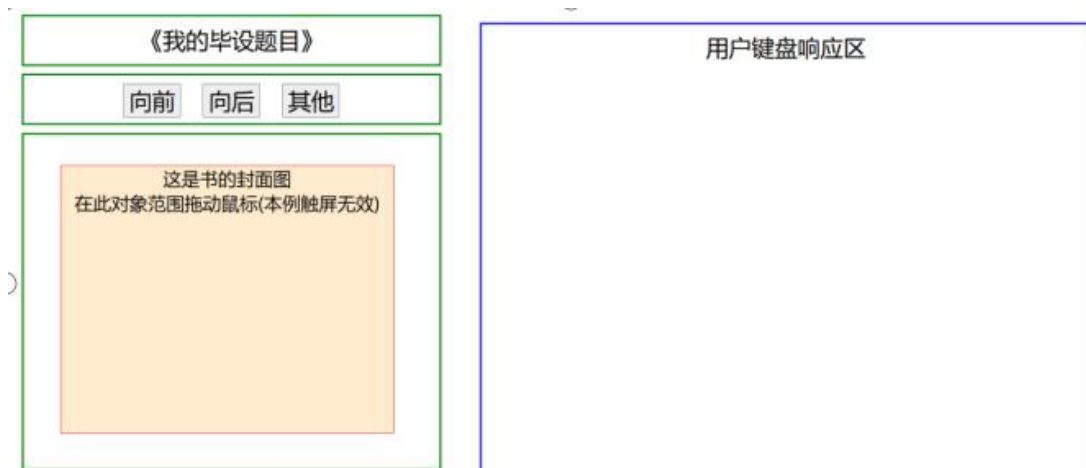 《我的毕设题目》
向前 向后 其他
这是书的封面图
在此对象范围拖动鼠标(本例触屏无效)
用户键盘响应区